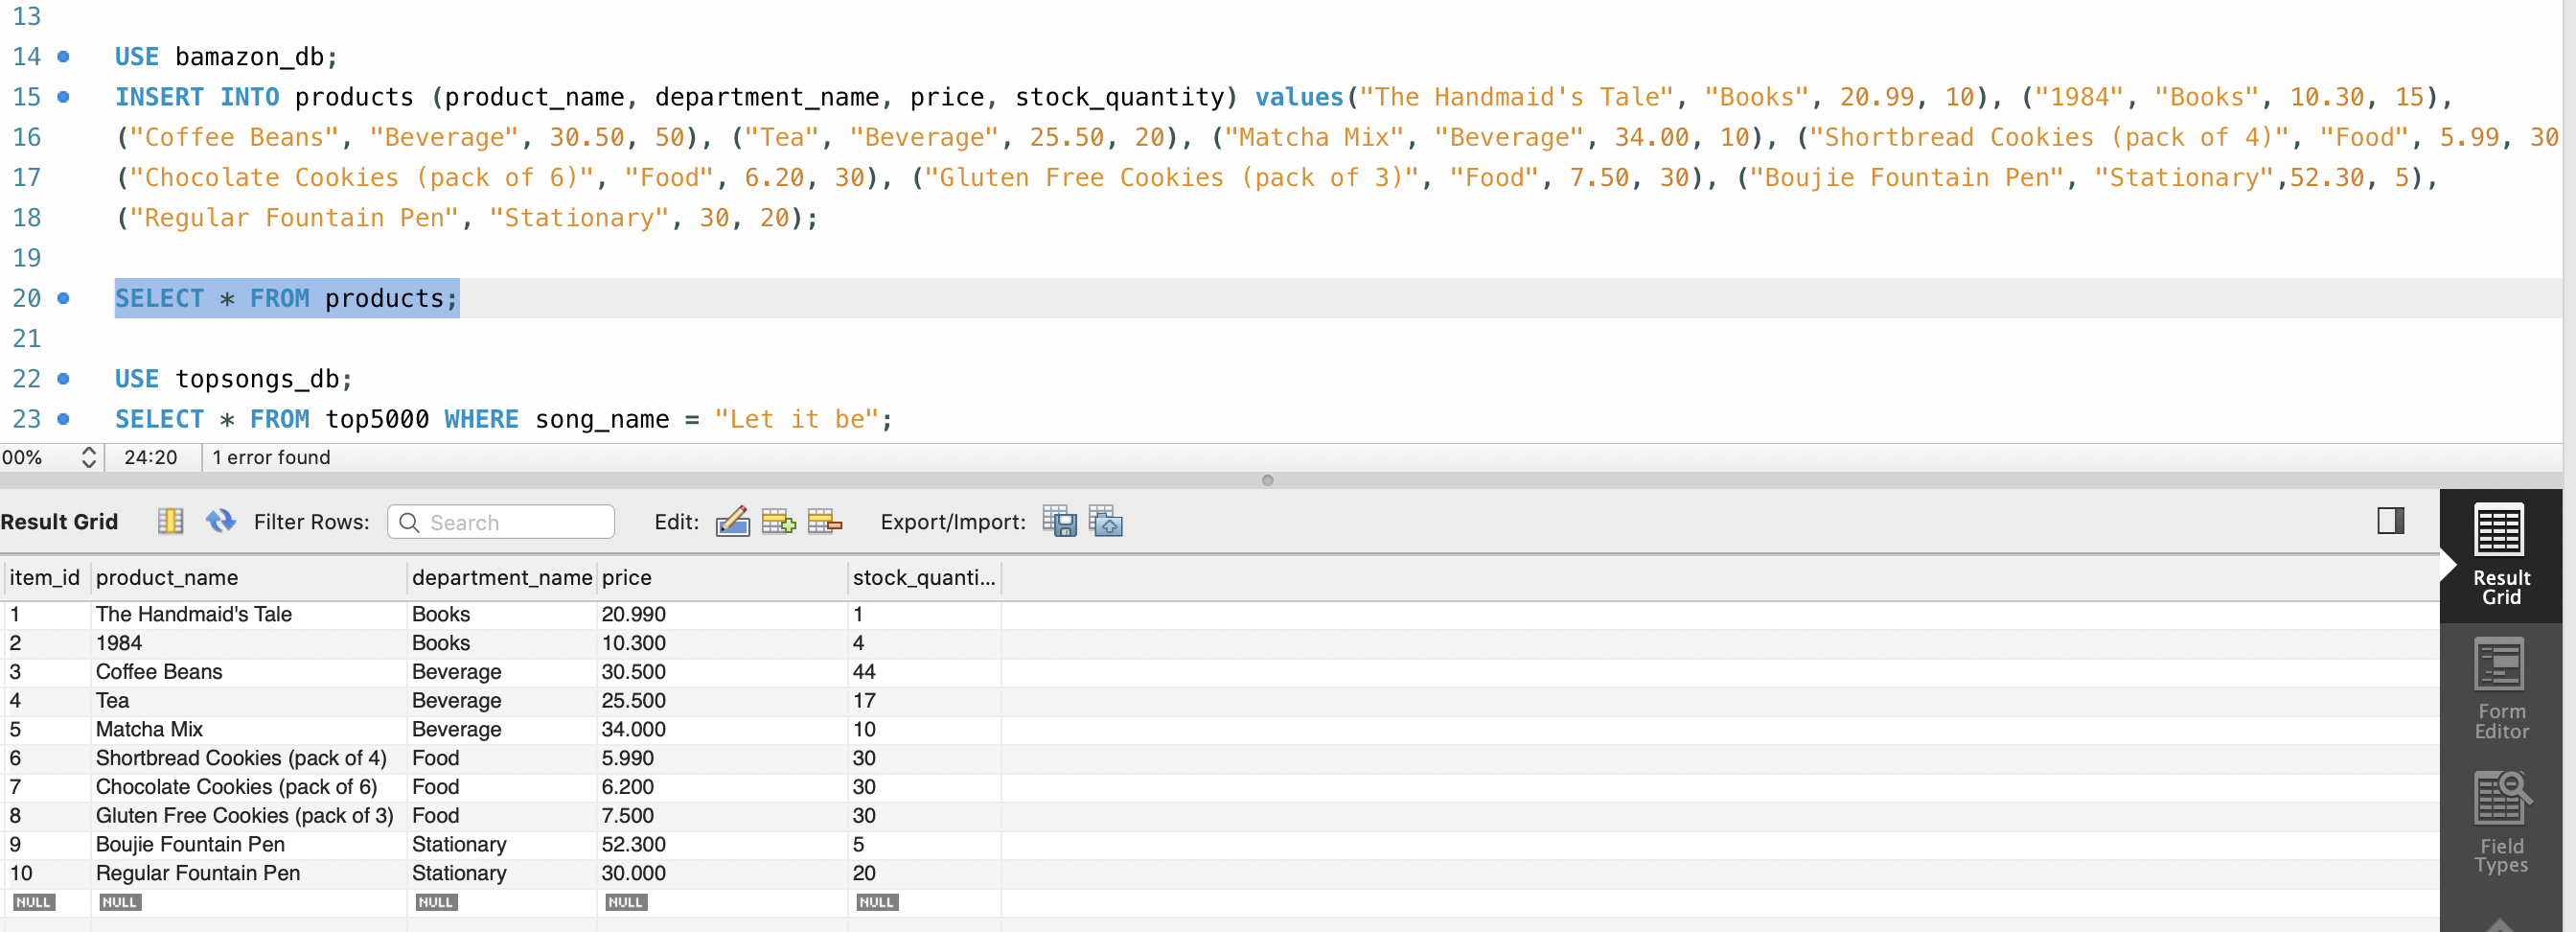 13
14 USE bamazon_db;
15 INSERT INTO products (product_name, department_name, price, stock_quantity) values("The Handmaid's Tale", "Books", 20.99, 10), ("1984", "Books", 10.30, 15),
16 ("Coffee Beans", "Beverage", 30.50, 50), ("Tea", "Beverage", 25.50, 20), ("Matcha Mix", "Beverage", 34.00, 10), ("Shortbread Cookies (pack of 4)", "Food", 5.99, 30
17 ("Chocolate Cookies (pack of 6)", "Food", 6.20, 30), ("Gluten Free Cookies (pack of 3)", "Food", 7.50, 30), ("Boujie Fountain Pen", "Stationary",52.30, 5),
18 ("Regular Fountain Pen", "Stationary", 30, 20);
19
20 SELECT * FROM products;
21
22 USE topsongs_db;
23 SELECT * FROM top5000 WHERE song_name = "Let it be";
00% 24:20 1 error found
Result Grid Filter Rows: Search Edit: Export/Import:
item_id product_name department_name price stock_quanti...
1 The Handmaid's Tale Books 20.990 1
2 1984 Books 10.300 4
3 Coffee Beans Beverage 30.500 44
4 Tea Beverage 25.500 17
5 Matcha Mix Beverage 34.000 10
6 Shortbread Cookies (pack of 4) Food 5.990 30
7 Chocolate Cookies (pack of 6) Food 6.200 30
8 Gluten Free Cookies (pack of 3) Food 7.500 30
9 Boujie Fountain Pen Stationary 52.300 5
10 Regular Fountain Pen Stationary 30.000 20
NULL NULL NULL NULL NULL
Result
Grid
Form
Editor
Field
Types